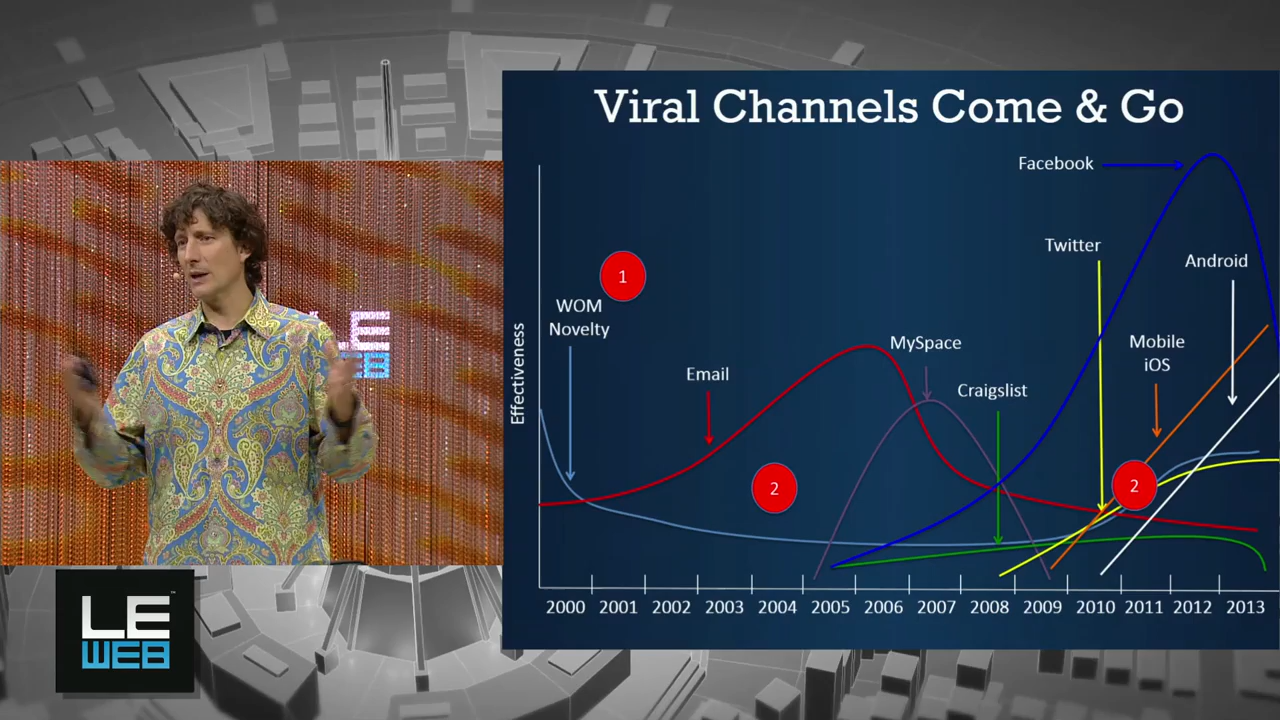 Viral Channels Come & Go
Facebook
Twitter
Android
1
WOM
Novelty
MySpace
Mobile
iOS
Email
Craigslist
Effectiveness
2
2
2000 2001 2002 2003 2004 2005 2006 2007 2008 2009 2010 2011 2012 2013
LE
WEB